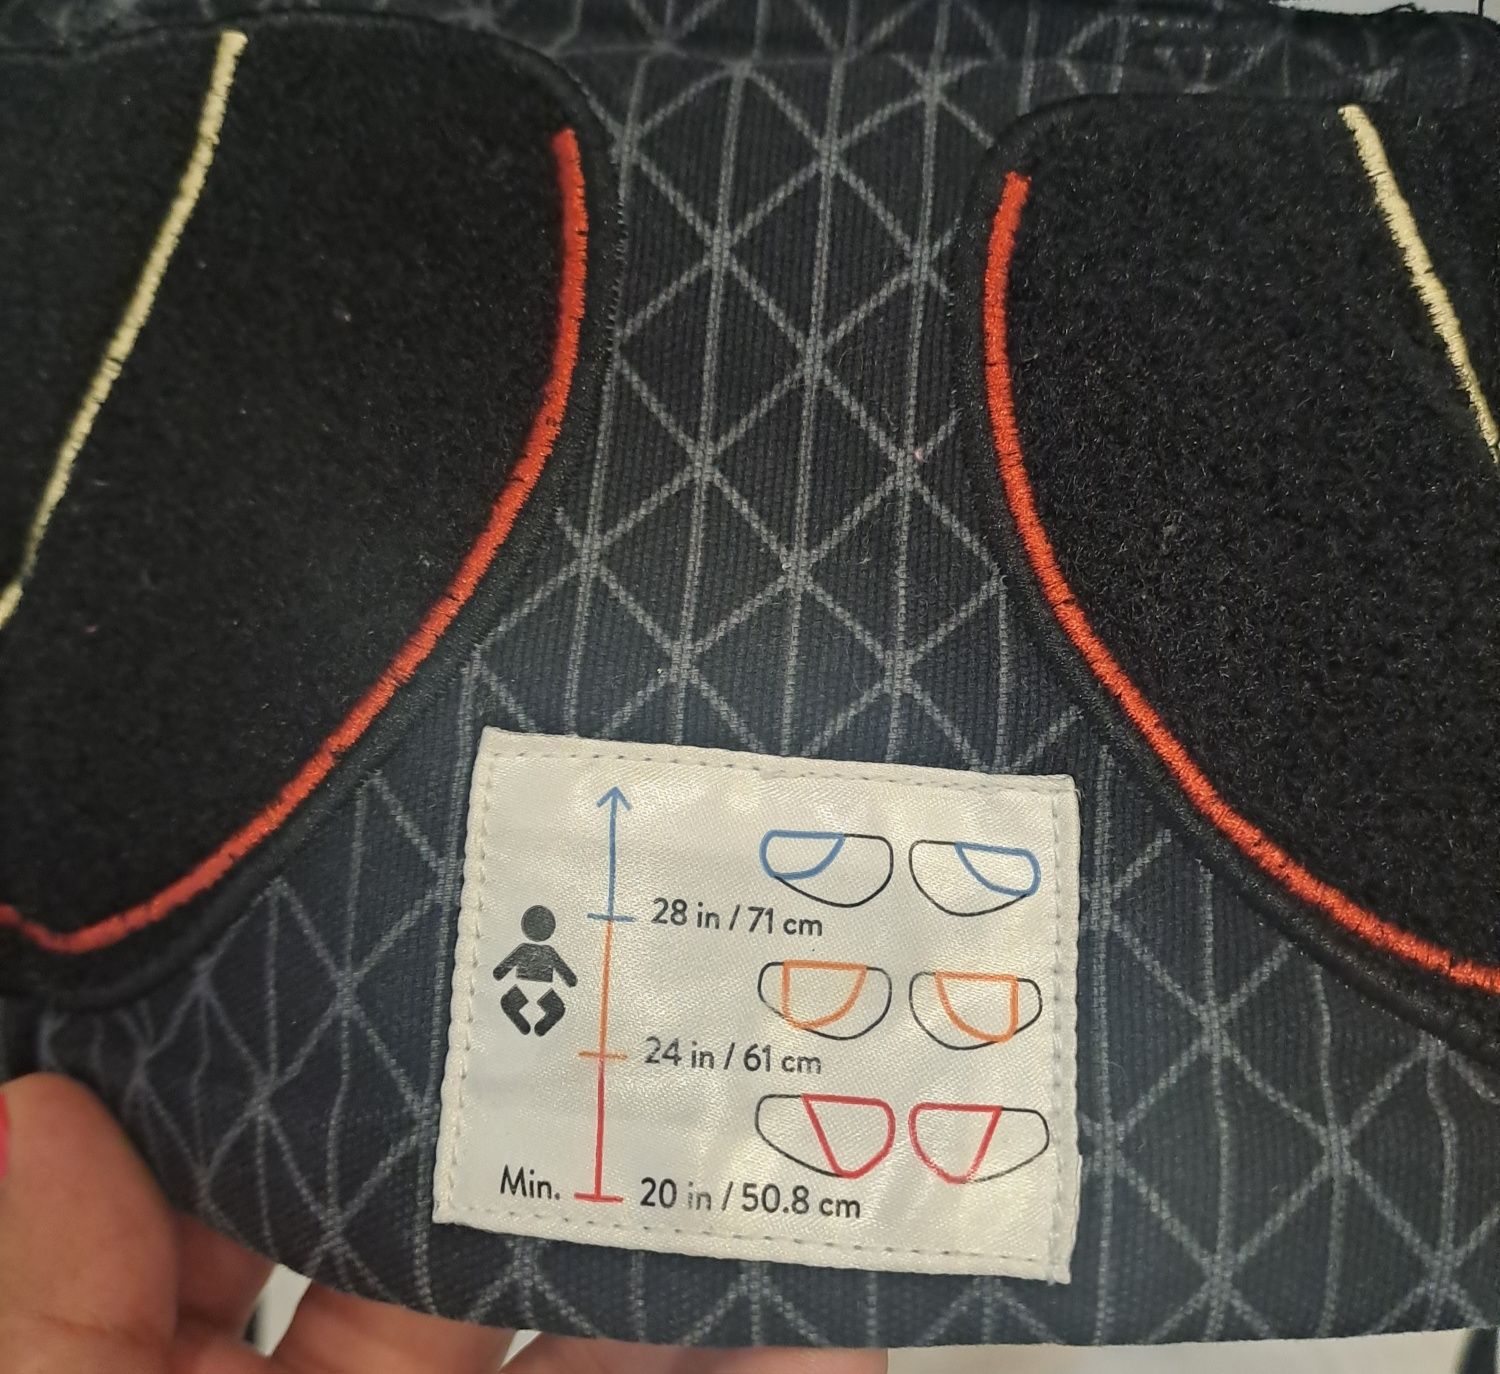 28 in / 71 cm
24 in / 61 cm
Min. 20 in / 50.8 cm